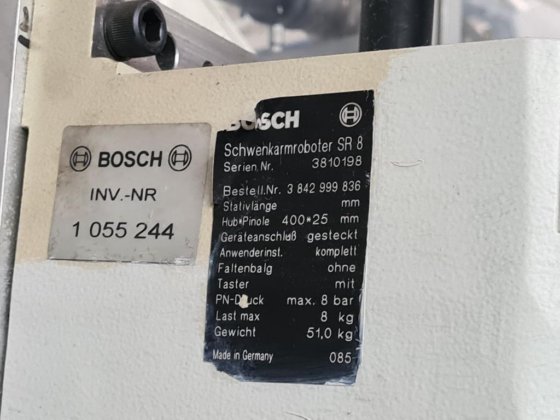 BOSCH
INV.-NR
1 055 244
BOSCH
Schwenkarmroboter SR 8
Serien.Nr. 3810198
Bestell.Nr. 3 842 999 836
Stativlänge mm
Hub*Pinole 400*25 mm
Geräteanschluß gesteckt
Anwenderinst. komplett
Faltenbalg ohne
Taster mit
PN-Druck max. 8 bar
Last max 8 kg
Gewicht 51,0 kg
Made in Germany 085